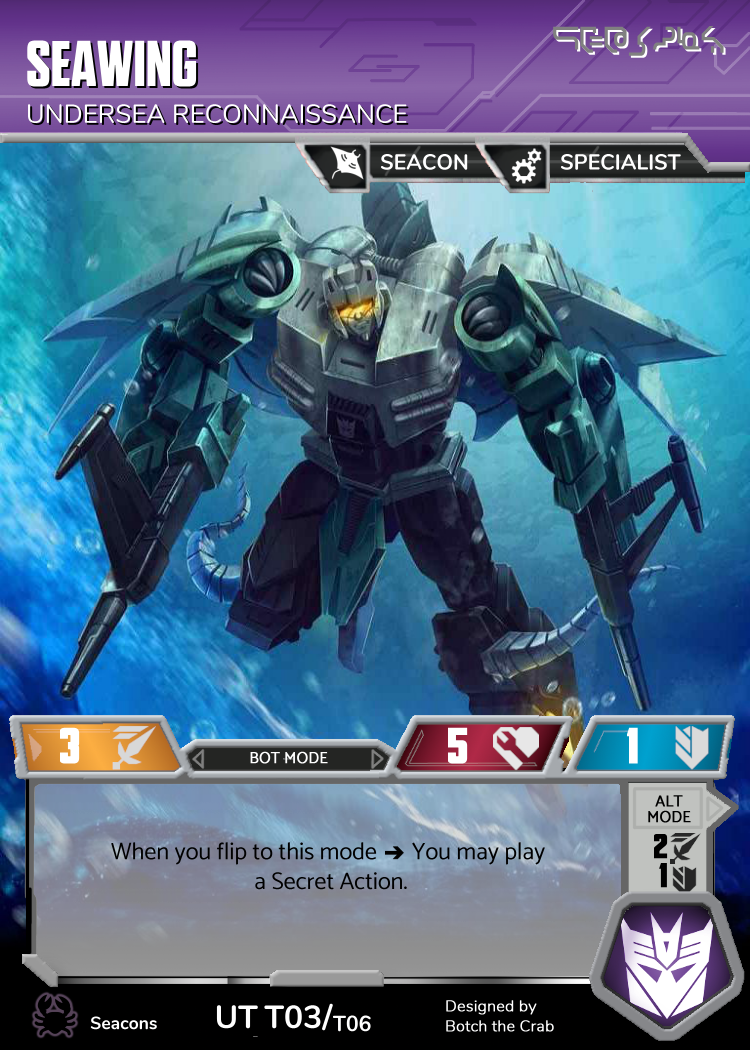 SEAWING
UNDERSEA RECONNAISSANCE
SEACON
SPECIALIST
3
BOT MODE
5
1
When you flip to this mode ➔ You may play
a Secret Action.
ALT
MODE
2
1
Seacons
UT T03/T06
Designed by
Botch the Crab